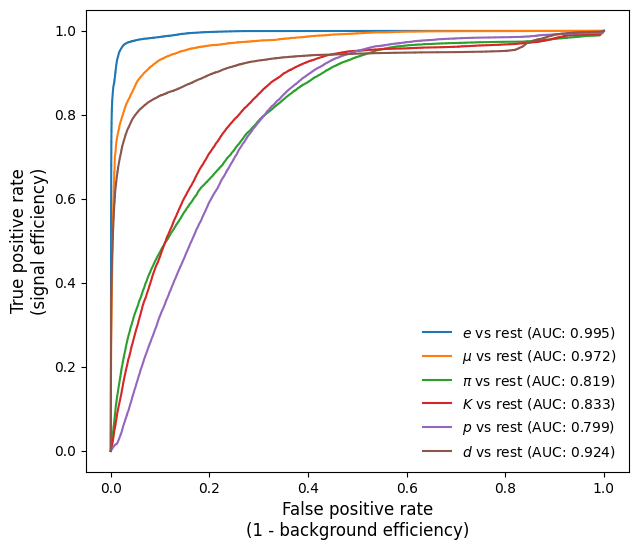 True positive rate
(signal efficiency)
1.0
0.8
0.6
0.4
0.2
0.0
e vs rest (AUC: 0.995)
μ vs rest (AUC: 0.972)
π vs rest (AUC: 0.819)
K vs rest (AUC: 0.833)
p vs rest (AUC: 0.799)
d vs rest (AUC: 0.924)
0.0 0.2 0.4 0.6 0.8 1.0
False positive rate
(1 - background efficiency)